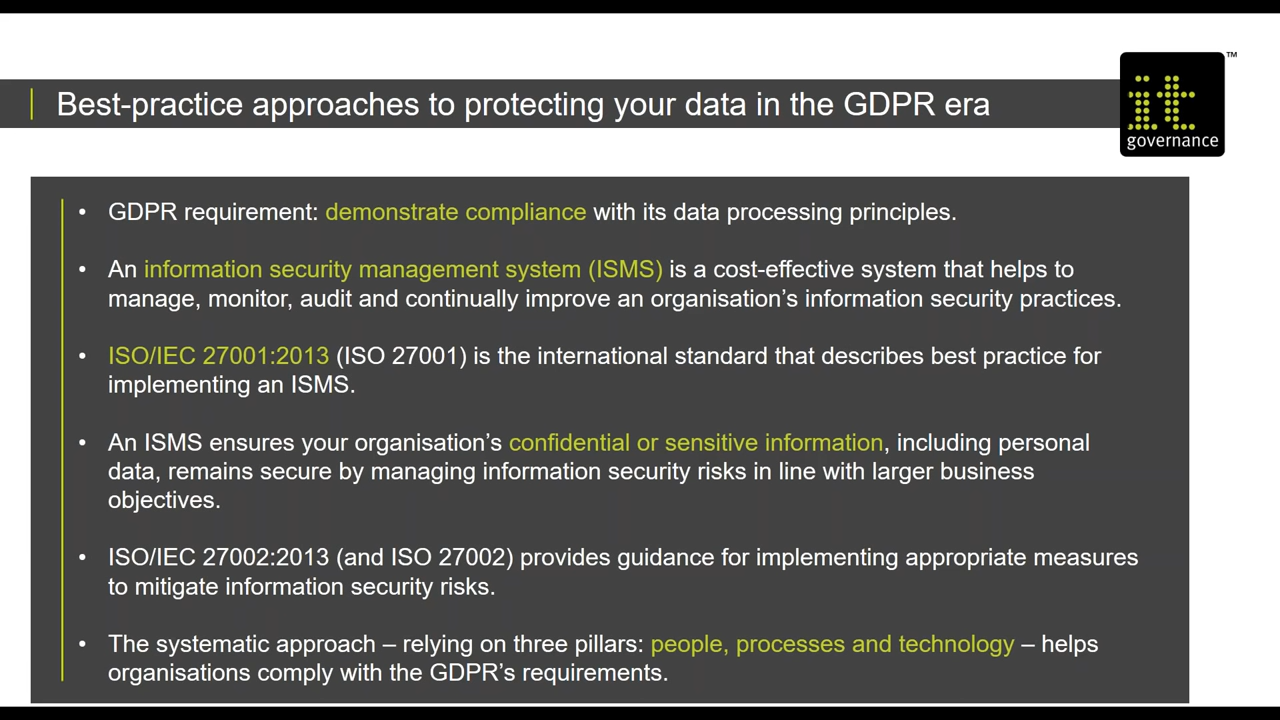 Best-practice approaches to protecting your data in the GDPR era
it
governance
™
• GDPR requirement: demonstrate compliance with its data processing principles.
• An information security management system (ISMS) is a cost-effective system that helps to
manage, monitor, audit and continually improve an organisation’s information security practices.
• ISO/IEC 27001:2013 (ISO 27001) is the international standard that describes best practice for
implementing an ISMS.
• An ISMS ensures your organisation’s confidential or sensitive information, including personal
data, remains secure by managing information security risks in line with larger business
objectives.
• ISO/IEC 27002:2013 (and ISO 27002) provides guidance for implementing appropriate measures
to mitigate information security risks.
• The systematic approach – relying on three pillars: people, processes and technology – helps
organisations comply with the GDPR’s requirements.